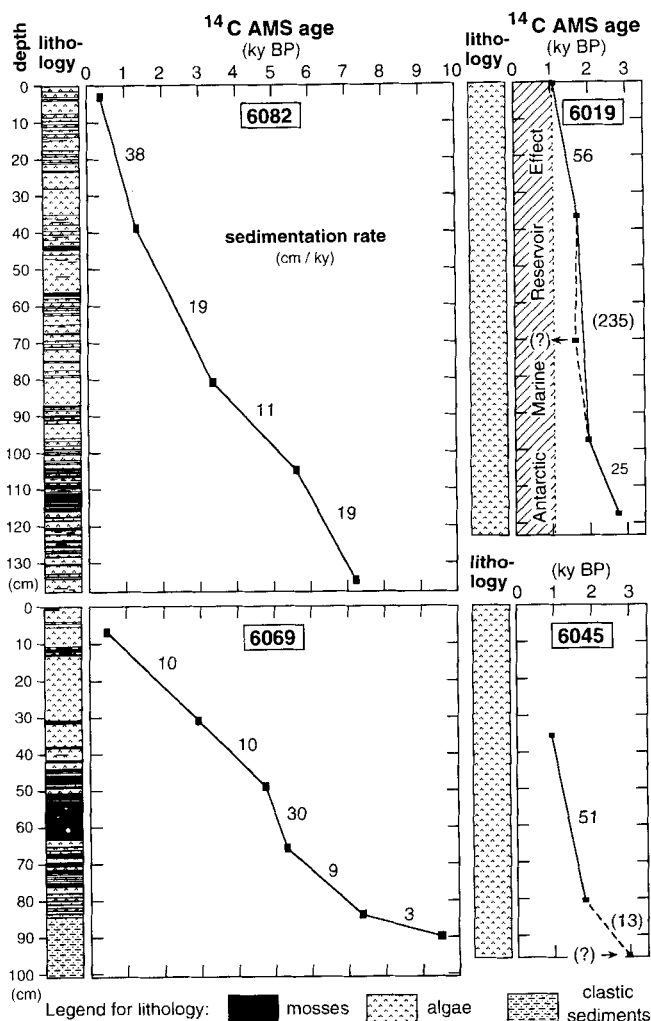 14C AMS age
(ky BP)
depth
litho-
logy
0 1 2 3 4 5 6 7 8 9 10
6082
0
10
20
30
40
50
60
70
80
90
100
110
120
130
(cm)
38
19
11
19
sedimentation rate
(cm / ky)
14C AMS age
(ky BP)
litho-
logy
0 1 2 3
6019
Antarctic Marine Reservoir Effect
56
(235)
(?)
25
6069
0
10
20
30
40
50
60
70
80
90
100
(cm)
10
10
30
9
3
litho-
logy
(ky BP)
0 1 2 3
6045
51
(13)
(?)
Legend for lithology: mosses algae clastic
sediments